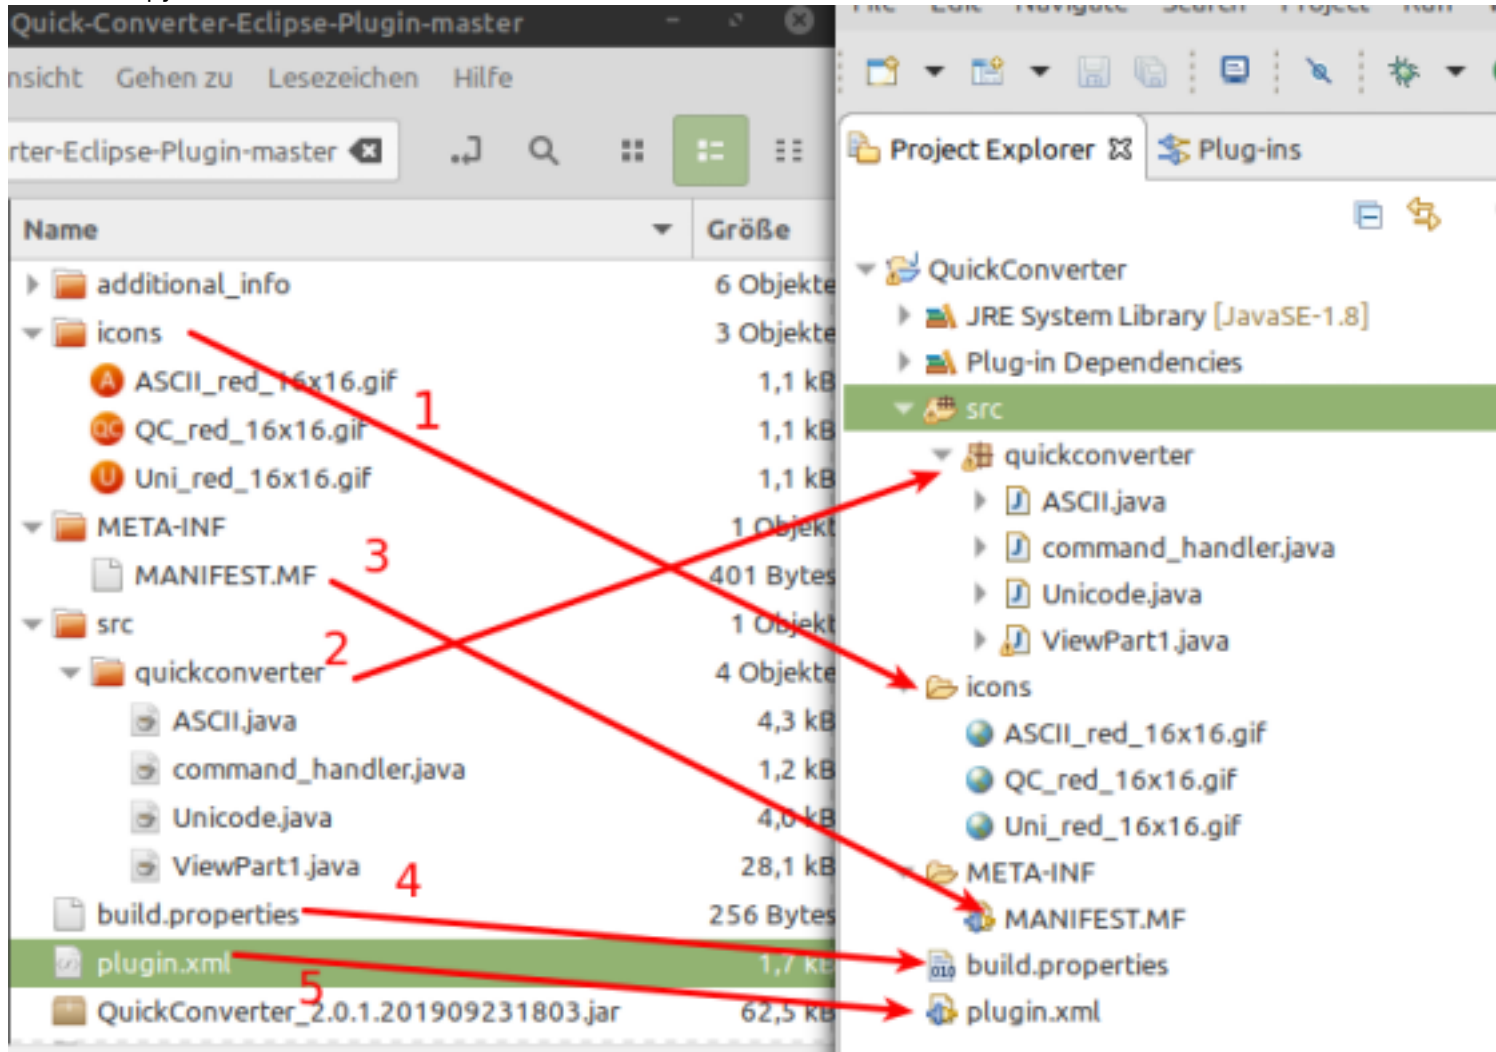 Quick-Converter-Eclipse-Plugin-master
nsicht Gehen zu Lesezeichen Hilfe
rter-Eclipse-Plugin-master
Name Größe
additional_info 6 Objekte
icons 3 Objekte
ASCII_red_16x16.gif 1,1 kB
1
QC_red_16x16.gif 1,1 kB
Uni_red_16x16.gif 1,1 kB
META-INF 1 Objekt
3
MANIFEST.MF 401 Bytes
src 1 Objekt
2
quickconverter 4 Objekte
ASCII.java 4,3 kB
command_handler.java 1,2 kB
Unicode.java 4,0 kB
ViewPart1.java 28,1 kB
4
build.properties 256 Bytes
plugin.xml 1,7 kB
5
QuickConverter_2.0.1.201909231803.jar 62,5 kB
File Edit Navigate Search Project Run
Project Explorer Plug-ins
QuickConverter
JRE System Library [JavaSE-1.8]
Plug-in Dependencies
src
quickconverter
ASCII.java
command_handler.java
Unicode.java
ViewPart1.java
icons
ASCII_red_16x16.gif
QC_red_16x16.gif
Uni_red_16x16.gif
META-INF
MANIFEST.MF
build.properties
plugin.xml